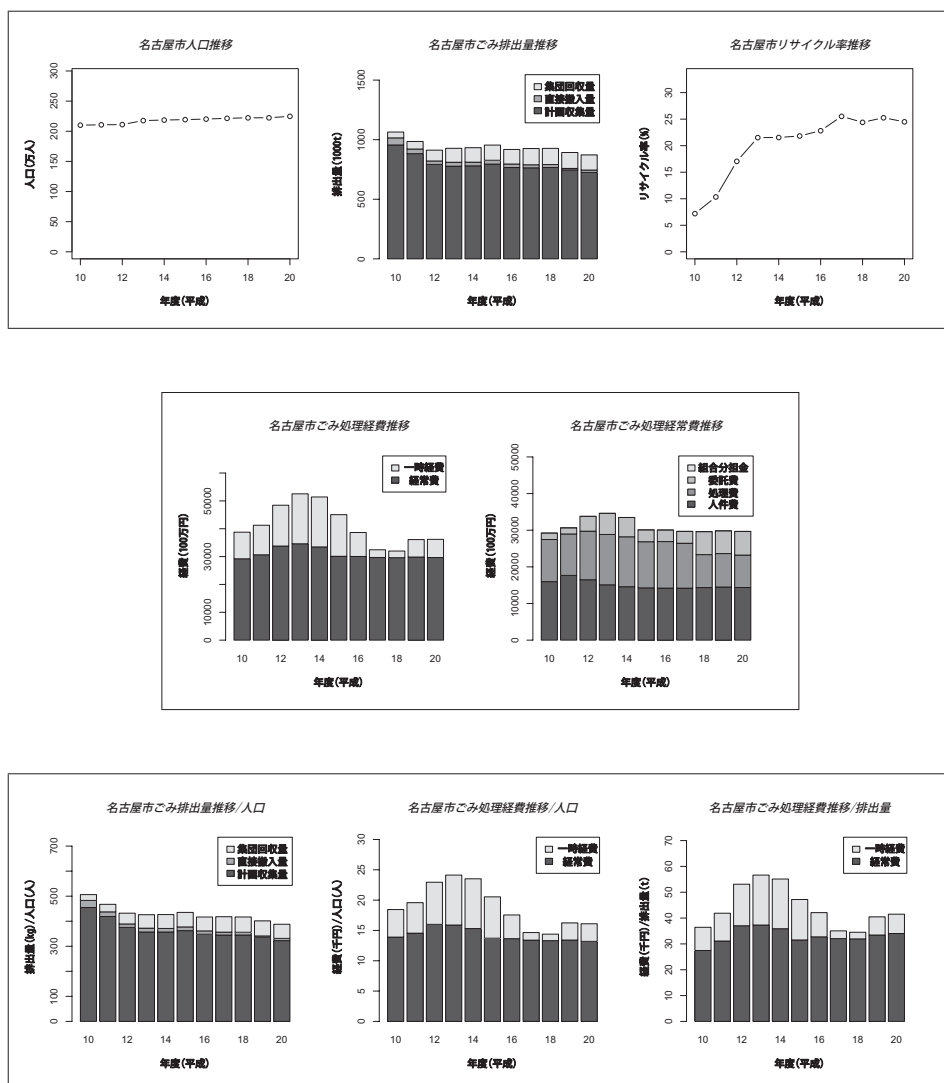 名古屋市人口推移
人口(万人)
0 50 100 150 200 250 300
10 12 14 16 18 20
年度(平成)
名古屋市ごみ排出量推移
排出量(1000t)
0 500 1000 1500
集団回収量
直接搬入量
計画収集量
10 12 14 16 18 20
年度(平成)
名古屋市リサイクル率推移
リサイクル率(%)
0 5 10 15 20 25 30
10 12 14 16 18 20
年度(平成)
名古屋市ごみ処理経費推移
経費(100万円)
0 10000 30000 50000
一時経費
経常費
10 12 14 16 18 20
年度(平成)
名古屋市ごみ処理経常費推移
経費(100万円)
0 10000 20000 30000 40000 50000
組合分担金
委託費
処理費
人件費
10 12 14 16 18 20
年度(平成)
名古屋市ごみ排出量推移/人口
排出量(kg)/人口(人)
0 100 300 500 700
集団回収量
直接搬入量
計画収集量
10 12 14 16 18 20
年度(平成)
名古屋市ごみ処理経費推移/人口
経費(千円)/人口(人)
0 5 10 15 20 25 30
一時経費
経常費
10 12 14 16 18 20
年度(平成)
名古屋市ごみ処理経費推移/排出量
経費(千円)/排出量(t)
0 10 20 30 40 50 60 70
一時経費
経常費
10 12 14 16 18 20
年度(平成)